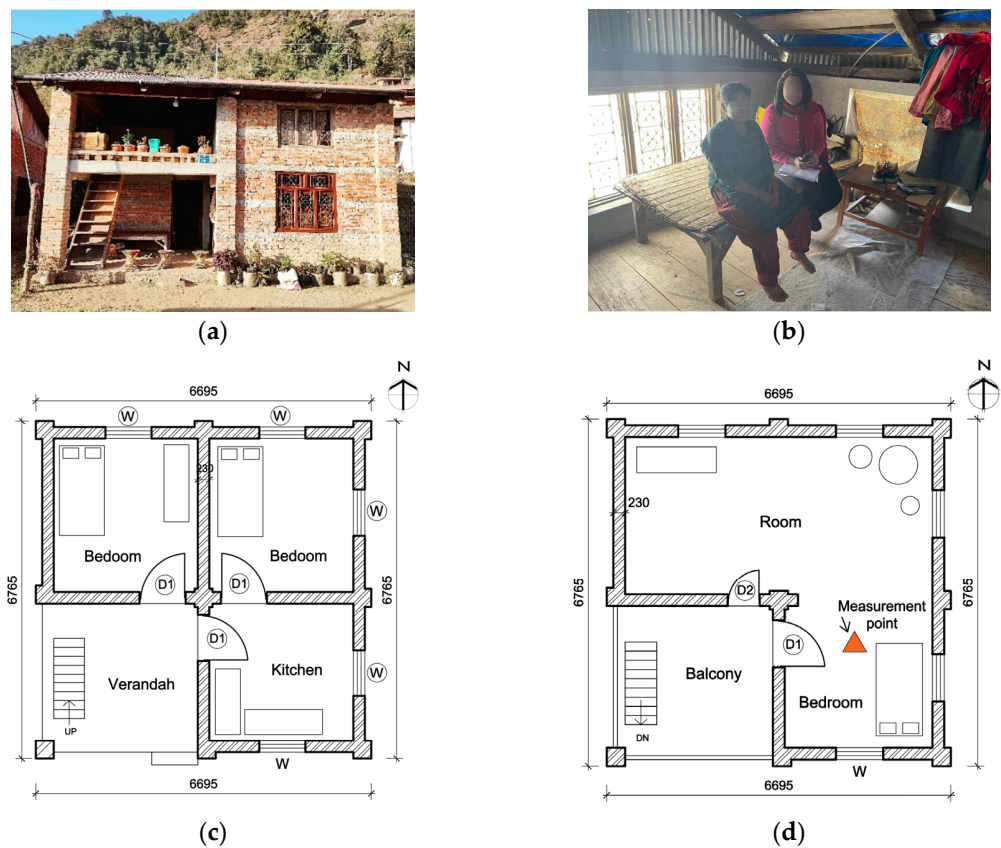 (a)
(b)
N
6695
W
W
230
Bedoom
Bedoom
W
D1
D1
6765
6765
D1
Verandah
Kitchen
W
UP
W
6695
(c)
N
6695
230
Room
6765
6765
D2
Measurement
point
D1
Balcony
Bedroom
DN
W
6695
(d)